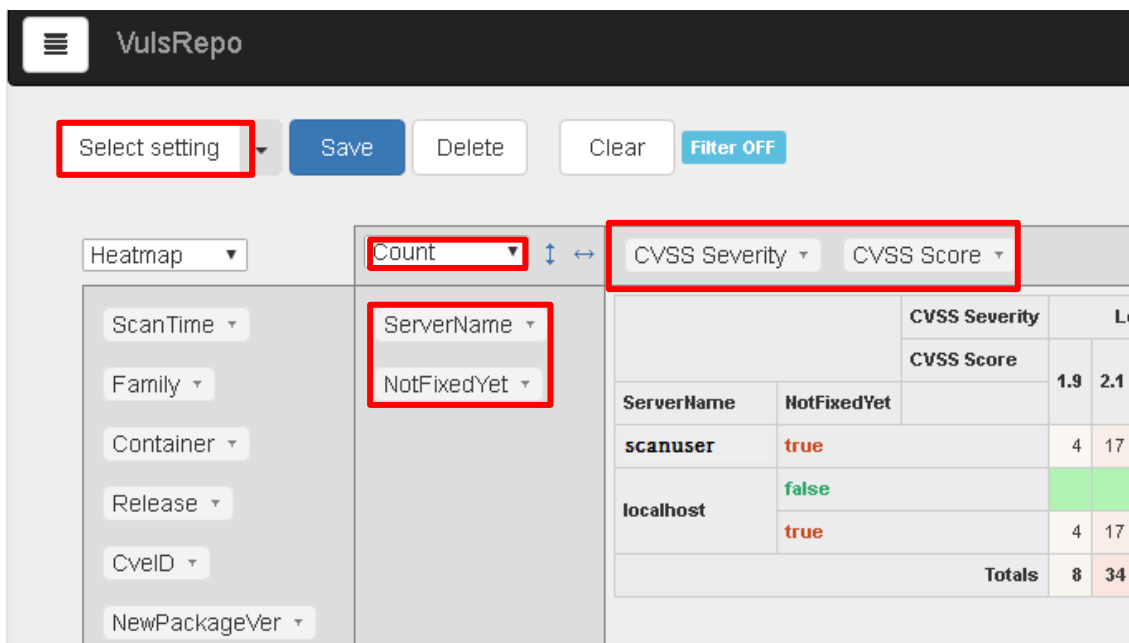 VulsRepo
Select setting Save Delete Clear Filter OFF
Heatmap Count CVSS Severity CVSS Score
ScanTime
Family
Container
Release
CveID
NewPackageVer
ServerName
NotFixedYet
CVSS Severity
CVSS Score 1.9 2.1
ServerName NotFixedYet
scanuser true 4 17
localhost false
true 4 17
Totals 8 34